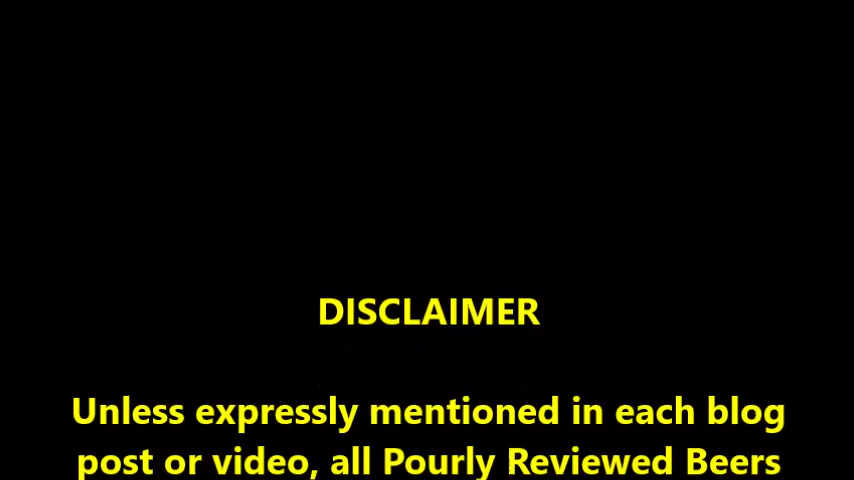 DISCLAIMER
Unless expressly mentioned in each blog
post or video, all Pourly Reviewed Beers